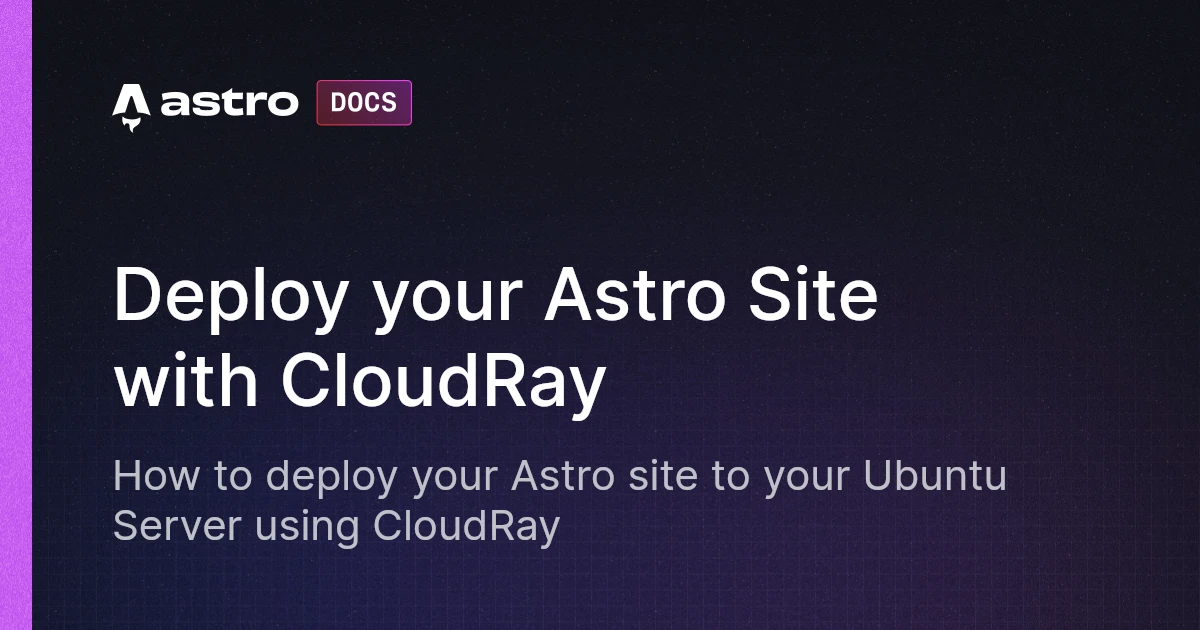 astro DOCS
Deploy your Astro Site
with CloudRay
How to deploy your Astro site to your Ubuntu
Server using CloudRay